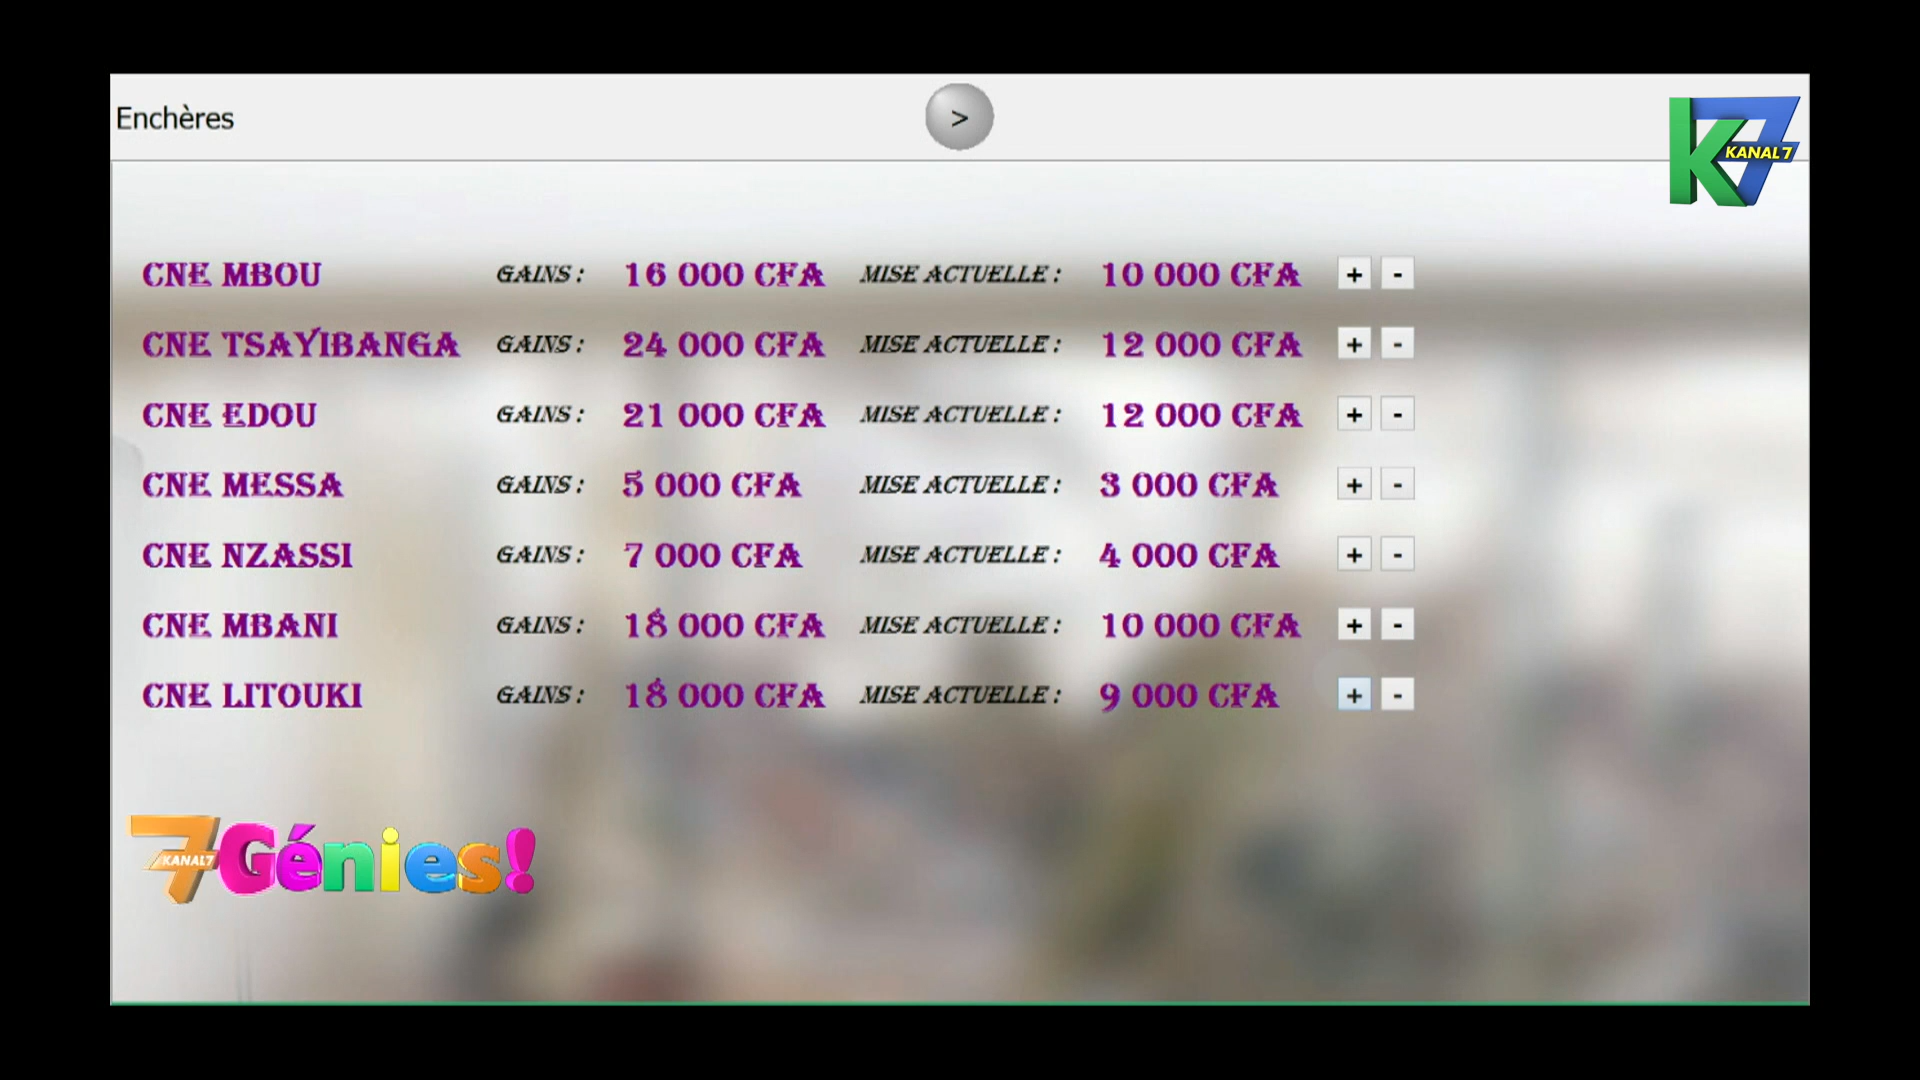 Enchères
>
K7 KANAL7
CNE MBOU GAINS : 16 000 CFA MISE ACTUELLE : 10 000 CFA + -
CNE TSAYIBANGA GAINS : 24 000 CFA MISE ACTUELLE : 12 000 CFA + -
CNE EDOU GAINS : 21 000 CFA MISE ACTUELLE : 12 000 CFA + -
CNE MESSA GAINS : 5 000 CFA MISE ACTUELLE : 3 000 CFA + -
CNE NZASSI GAINS : 7 000 CFA MISE ACTUELLE : 4 000 CFA + -
CNE MBANI GAINS : 18 000 CFA MISE ACTUELLE : 10 000 CFA + -
CNE LITOUKI GAINS : 18 000 CFA MISE ACTUELLE : 9 000 CFA + -
7 KANAL7 Génies!